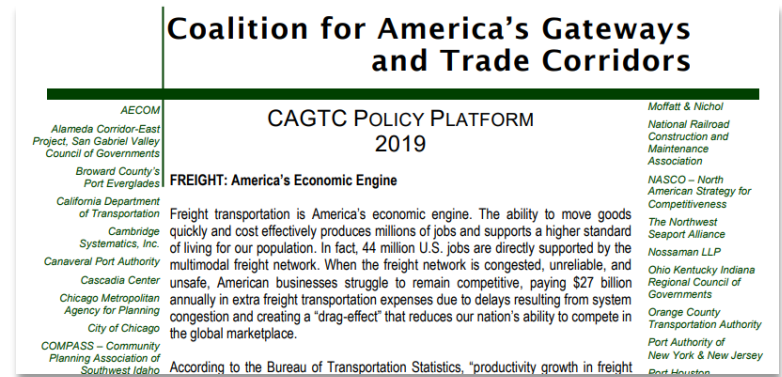 Coalition for America's Gateways
and Trade Corridors
AECOM
Alameda Corridor-East
Project, San Gabriel Valley
Council of Governments
Broward County's
Port Everglades
California Department
of Transportation
Cambridge
Systematics, Inc.
Canaveral Port Authority
Cascadia Center
Chicago Metropolitan
Agency for Planning
City of Chicago
COMPASS – Community
Planning Association of
Southwest Idaho
CAGTC POLICY PLATFORM
2019
FREIGHT: America's Economic Engine
Freight transportation is America's economic engine. The ability to move goods
quickly and cost effectively produces millions of jobs and supports a higher standard
of living for our population. In fact, 44 million U.S. jobs are directly supported by the
multimodal freight network. When the freight network is congested, unreliable, and
unsafe, American businesses struggle to remain competitive, paying $27 billion
annually in extra freight transportation expenses due to delays resulting from system
congestion and creating a “drag-effect” that reduces our nation's ability to compete in
the global marketplace.
According to the Bureau of Transportation Statistics, “productivity growth in freight
Moffatt & Nichol
National Railroad
Construction and
Maintenance
Association
NASCO – North
American Strategy for
Competitiveness
The Northwest
Seaport Alliance
Nossaman LLP
Ohio Kentucky Indiana
Regional Council of
Governments
Orange County
Transportation Authority
Port Authority of
New York & New Jersey
Port Houston